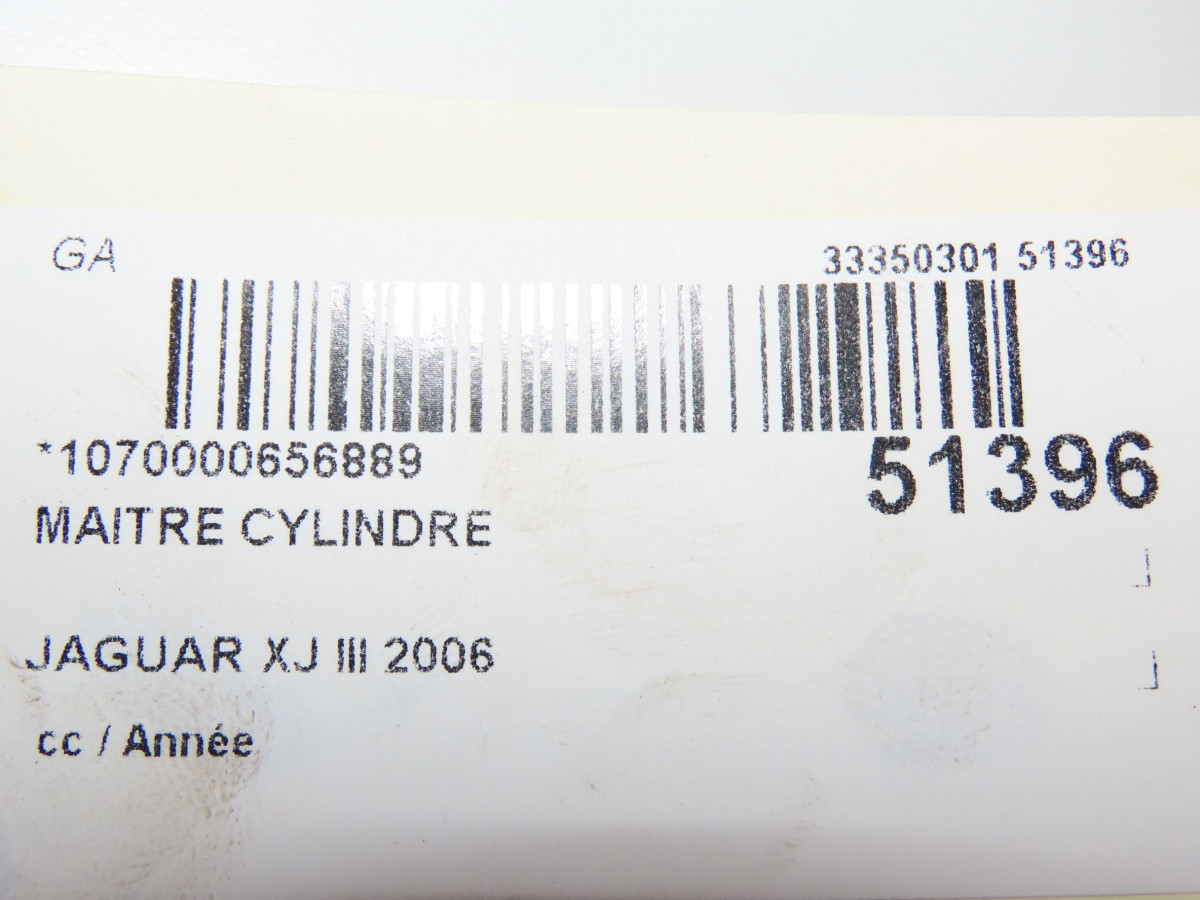 GA
33350301 51396
*1070000656889
51396
MAITRE CYLINDRE
JAGUAR XJ III 2006
cc / Année